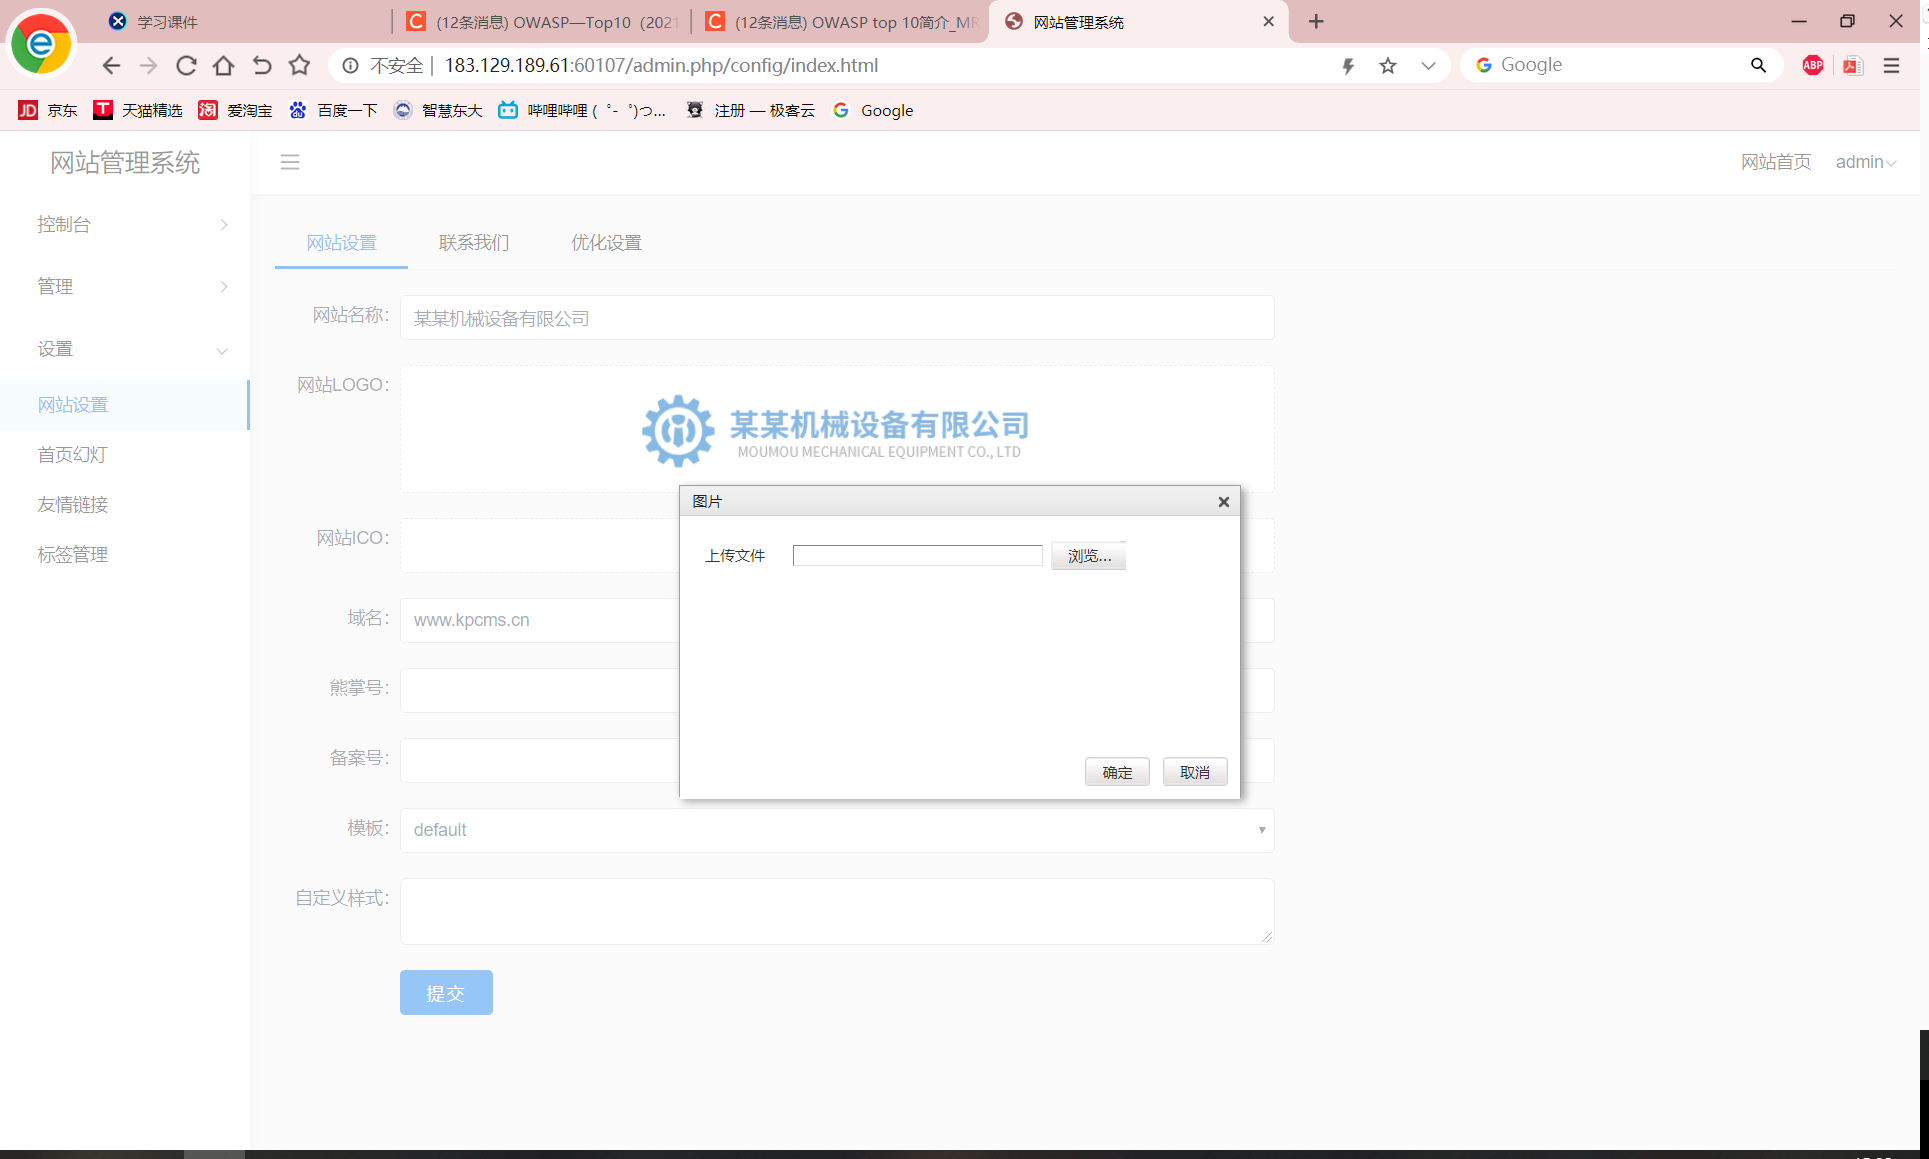 学习课件
(12条消息) OWASP—Top10（2021
(12条消息) OWASP top 10简介_MR
网站管理系统
不安全 | 183.129.189.61:60107/admin.php/config/index.html
Google
ABP
JD 京东
T 天猫精选
淘 爱淘宝
百度一下
智慧东大
哔哩哔哩 ( ゜- ゜)つ...
注册 — 极客云
Google
网站管理系统
网站首页
admin
控制台
管理
设置
网站设置
首页幻灯
友情链接
标签管理
网站设置
联系我们
优化设置
网站名称：
某某机械设备有限公司
网站LOGO：
某某机械设备有限公司
MOUMOU MECHANICAL EQUIPMENT CO., LTD
图片
上传文件
浏览...
确定
取消
网站ICO：
域名：
www.kpcms.cn
熊掌号：
备案号：
模板：
default
自定义样式：
提交